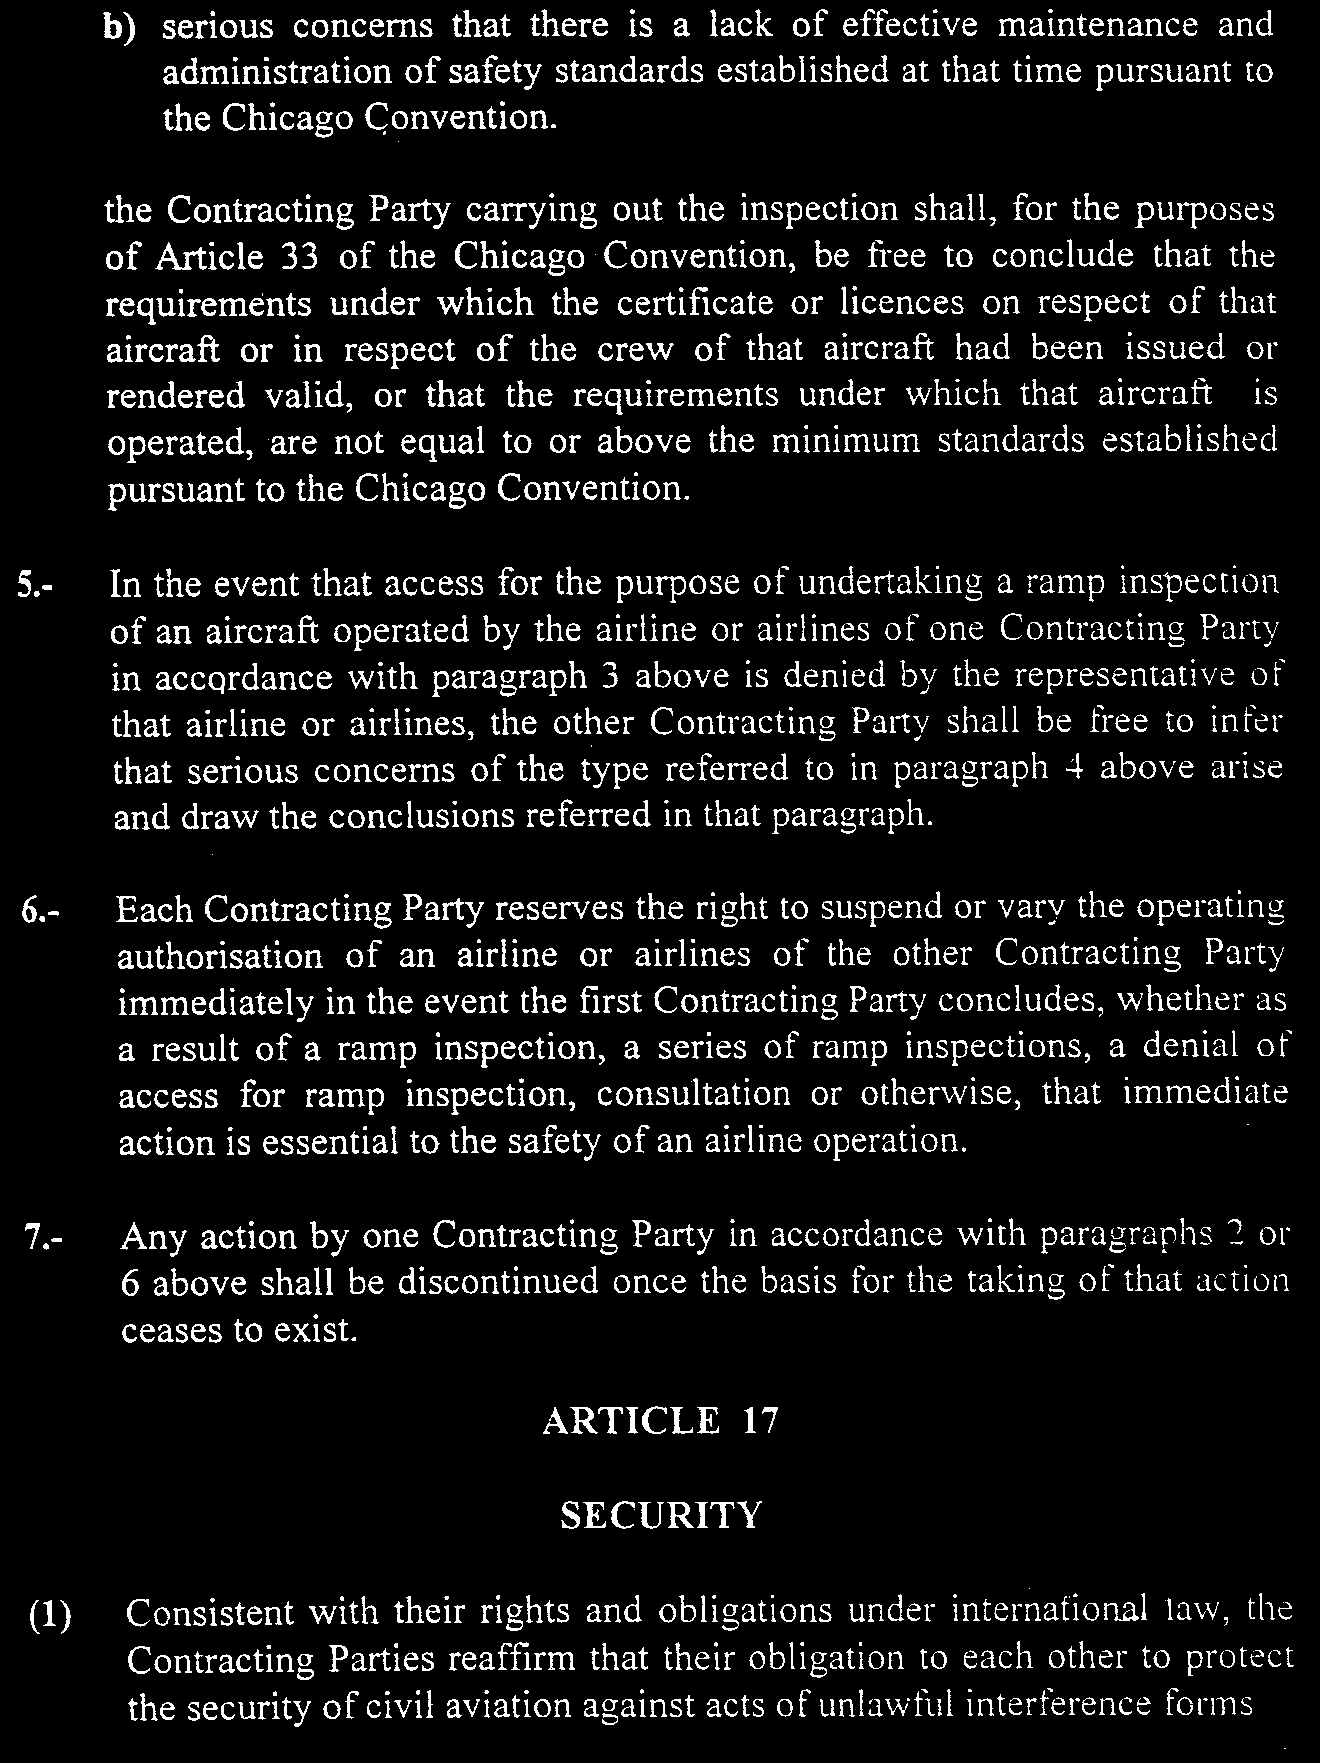 b) serious concerns that there is a lack of effective maintenance and
administration of safety standards established at that time pursuant to
the Chicago Convention.
the Contracting Party carrying out the inspection shall, for the purposes
of Article 33 of the Chicago Convention, be free to conclude that the
requirements under which the certificate or licences on respect of that
aircraft or in respect of the crew of that aircraft had been issued or
rendered valid, or that the requirements under which that aircraft is
operated, are not equal to or above the minimum standards established
pursuant to the Chicago Convention.
5.- In the event that access for the purpose of undertaking a ramp inspection
of an aircraft operated by the airline or airlines of one Contracting Party
in accordance with paragraph 3 above is denied by the representative of
that airline or airlines, the other Contracting Party shall be free to infer
that serious concerns of the type referred to in paragraph 4 above arise
and draw the conclusions referred in that paragraph.
6.- Each Contracting Party reserves the right to suspend or vary the operating
authorisation of an airline or airlines of the other Contracting Party
immediately in the event the first Contracting Party concludes, whether as
a result of a ramp inspection, a series of ramp inspections, a denial of
access for ramp inspection, consultation or otherwise, that immediate
action is essential to the safety of an airline operation.
7.- Any action by one Contracting Party in accordance with paragraphs 2 or
6 above shall be discontinued once the basis for the taking of that action
ceases to exist.
ARTICLE 17
SECURITY
(1) Consistent with their rights and obligations under international law, the
Contracting Parties reaffirm that their obligation to each other to protect
the security of civil aviation against acts of unlawful interference forms